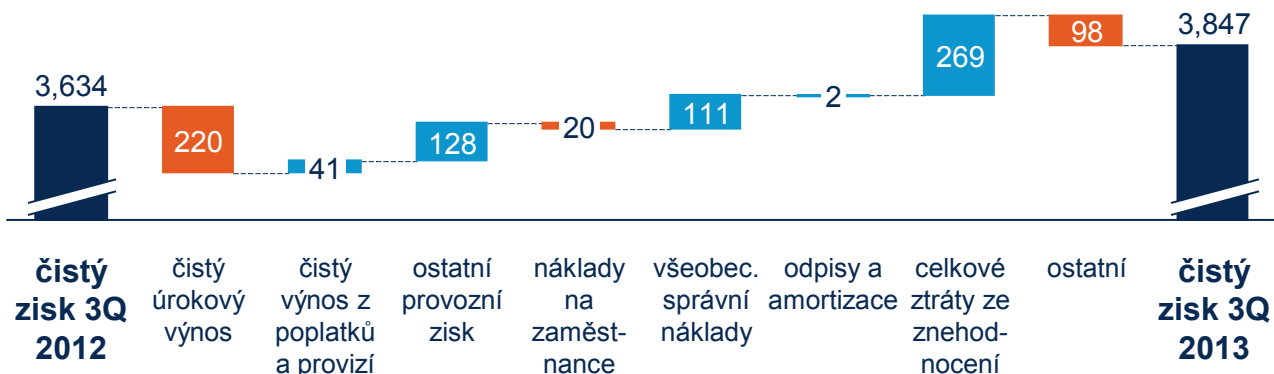 3,634
220
41
128
20
111
2
269
98
3,847
čistý
zisk 3Q
2012
čistý
úrokový
výnos
čistý
výnos z
poplatků
a provizí
ostatní
provozní
zisk
náklady
na
zaměst-
nance
všeobec.
správní
náklady
odpisy a
amortizace
celkové
ztráty ze
znehod-
nocení
ostatní
čistý
zisk 3Q
2013